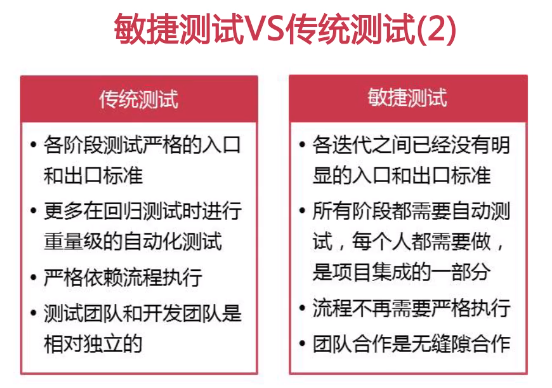 敏捷测试VS传统测试(2)
传统测试
• 各阶段测试严格的入口
和出口标准
• 更多在回归测试时进行
重量级的自动化测试
• 严格依赖流程执行
• 测试团队和开发团队是
相对独立的
敏捷测试
• 各迭代之间已经没有明
显的入口和出口标准
• 所有阶段都需要自动测
试，每个人都需要做，
是项目集成的一部分
• 流程不再需要严格执行
• 团队合作是无缝隙合作